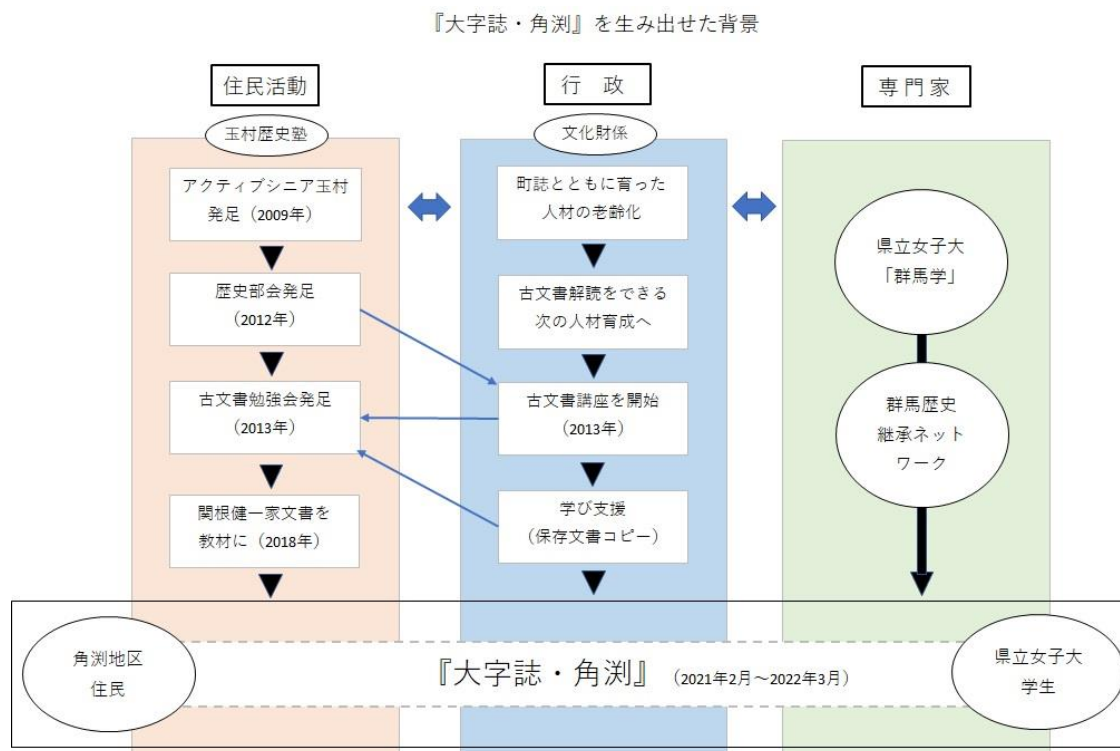 『大字誌・角渕』を生み出せた背景
住民活動
玉村歴史塾
アクティブシニア玉村
発足（2009年）
歴史部会発足
（2012年）
古文書勉強会発足
（2013年）
関根健一家文書を
教材に（2018年）
行　政
文化財係
町誌とともに育った
人材の老齢化
古文書解読をできる
次の人材育成へ
古文書講座を開始
（2013年）
学び支援
（保存文書コピー）
専門家
県立女子大
「群馬学」
群馬歴史
継承ネット
ワーク
角渕地区
住民
『大字誌・角渕』（2021年2月～2022年3月）
県立女子大
学生